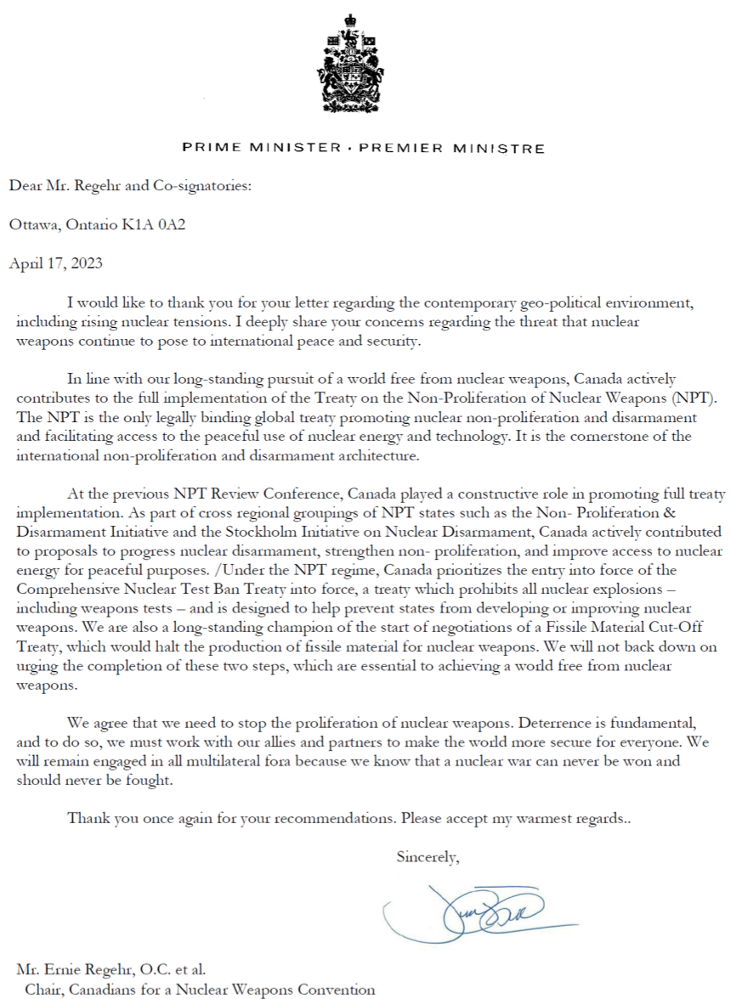 PRIME MINISTER · PREMIER MINISTRE
Dear Mr. Regehr and Co-signatories:
Ottawa, Ontario K1A 0A2
April 17, 2023
I would like to thank you for your letter regarding the contemporary geo-political environment,
including rising nuclear tensions. I deeply share your concerns regarding the threat that nuclear
weapons continue to pose to international peace and security.
In line with our long-standing pursuit of a world free from nuclear weapons, Canada actively
contributes to the full implementation of the Treaty on the Non-Proliferation of Nuclear Weapons (NPT).
The NPT is the only legally binding global treaty promoting nuclear non-proliferation and disarmament
and facilitating access to the peaceful use of nuclear energy and technology. It is the cornerstone of the
international non-proliferation and disarmament architecture.
At the previous NPT Review Conference, Canada played a constructive role in promoting full treaty
implementation. As part of cross regional groupings of NPT states such as the Non- Proliferation &
Disarmament Initiative and the Stockholm Initiative on Nuclear Disarmament, Canada actively contributed
to proposals to progress nuclear disarmament, strengthen non- proliferation, and improve access to nuclear
energy for peaceful purposes. /Under the NPT regime, Canada prioritizes the entry into force of the
Comprehensive Nuclear Test Ban Treaty into force, a treaty which prohibits all nuclear explosions –
including weapons tests – and is designed to help prevent states from developing or improving nuclear
weapons. We are also a long-standing champion of the start of negotiations of a Fissile Material Cut-Off
Treaty, which would halt the production of fissile material for nuclear weapons. We will not back down on
urging the completion of these two steps, which are essential to achieving a world free from nuclear
weapons.
We agree that we need to stop the proliferation of nuclear weapons. Deterrence is fundamental,
and to do so, we must work with our allies and partners to make the world more secure for everyone. We
will remain engaged in all multilateral fora because we know that a nuclear war can never be won and
should never be fought.
Thank you once again for your recommendations. Please accept my warmest regards..
Sincerely,
Mr. Ernie Regehr, O.C. et al.
Chair, Canadians for a Nuclear Weapons Convention